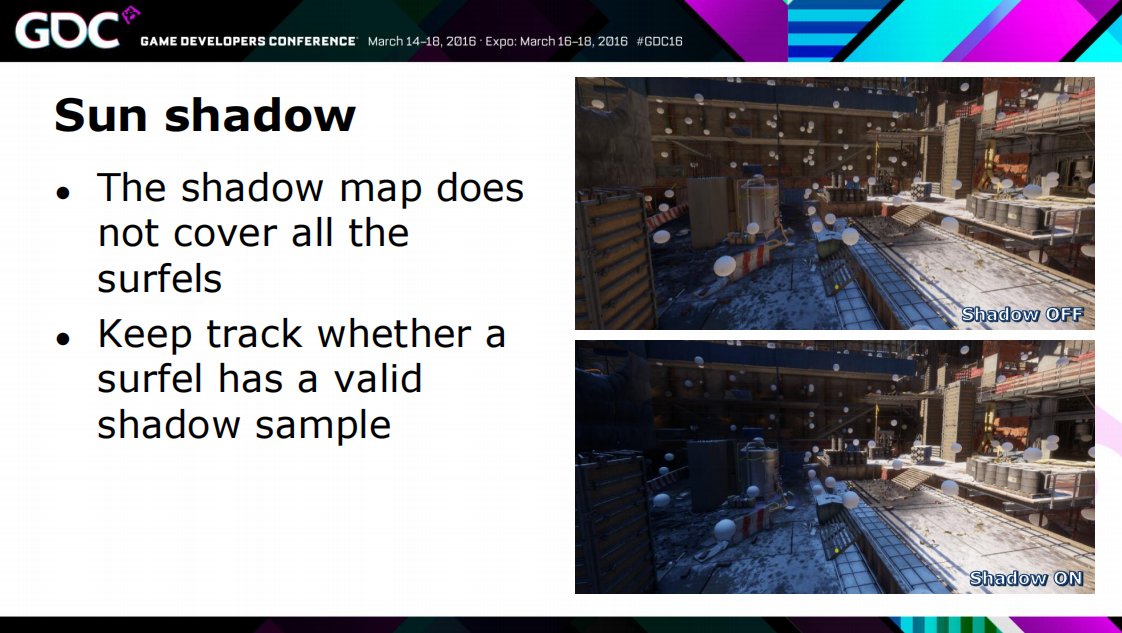 GDC
GAME DEVELOPERS CONFERENCE March 14–18, 2016 · Expo: March 16–18, 2016 #GDC16
Sun shadow
● The shadow map does
not cover all the
surfels
● Keep track whether a
surfel has a valid
shadow sample
Shadow OFF
Shadow ON